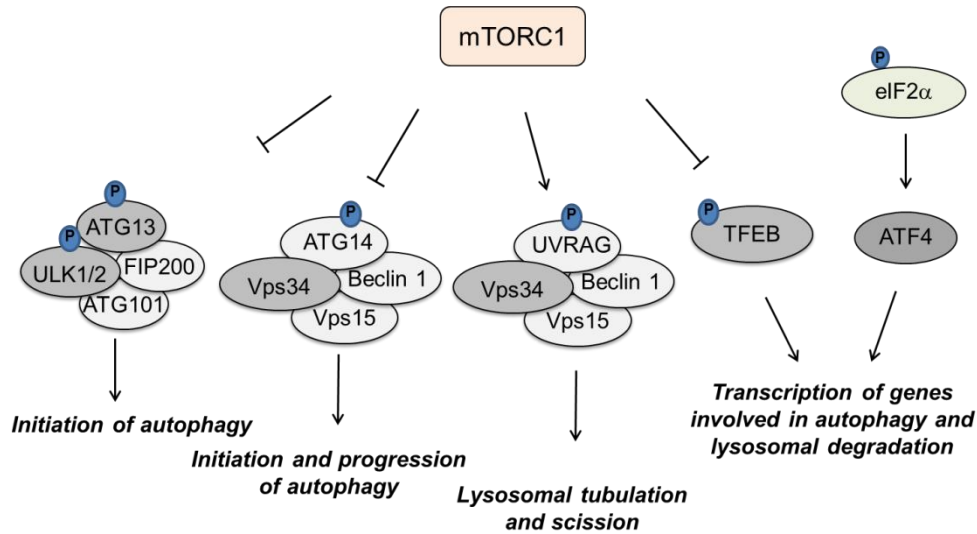 mTORC1
P
eIF2α
P
ATG13
P
ULK1/2
FIP200
ATG101
P
ATG14
Vps34
Beclin 1
Vps15
P
UVRAG
Vps34
Beclin 1
Vps15
P
TFEB
ATF4
Initiation of autophagy
Initiation and progression
of autophagy
Lysosomal tubulation
and scission
Transcription of genes
involved in autophagy and
lysosomal degradation